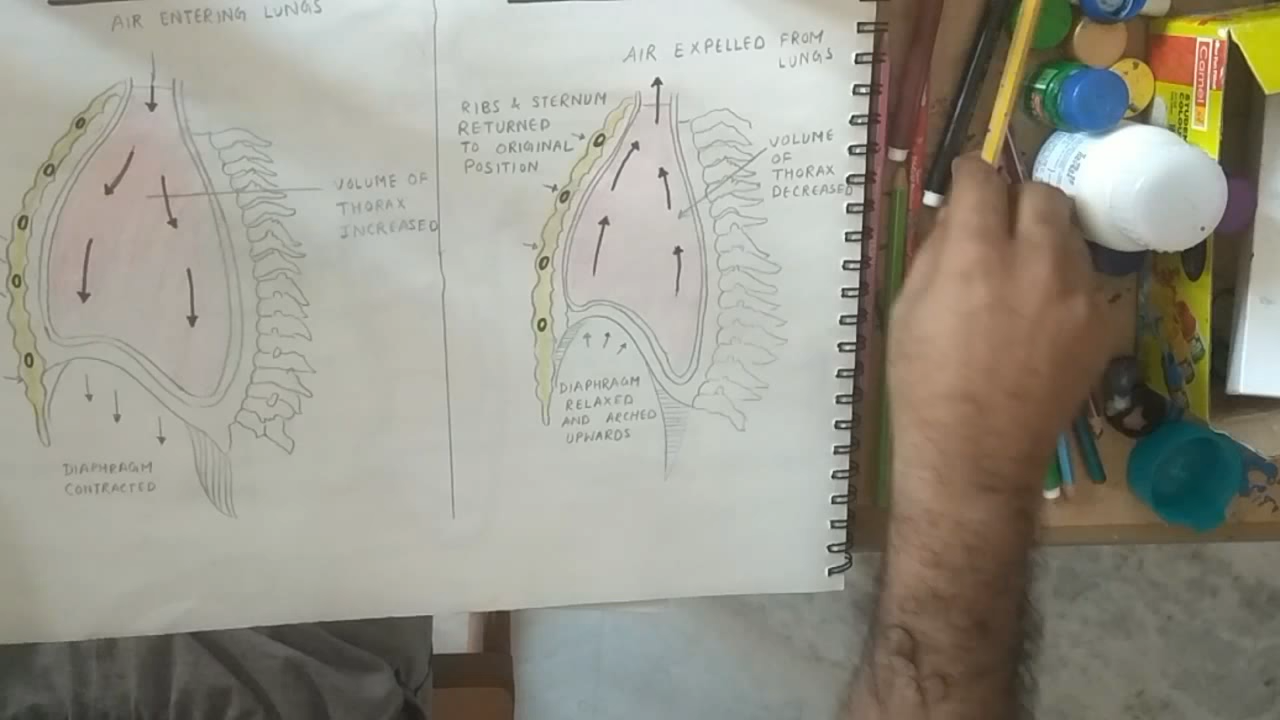 AIR ENTERING LUNGS
VOLUME OF
THORAX
INCREASED
DIAPHRAGM
CONTRACTED
AIR EXPELLED FROM
LUNGS
RIBS & STERNUM
RETURNED
TO ORIGINAL
POSITION
VOLUME
OF
THORAX
DECREASED
DIAPHRAGM
RELAXED
AND ARCHED
UPWARDS
Camel